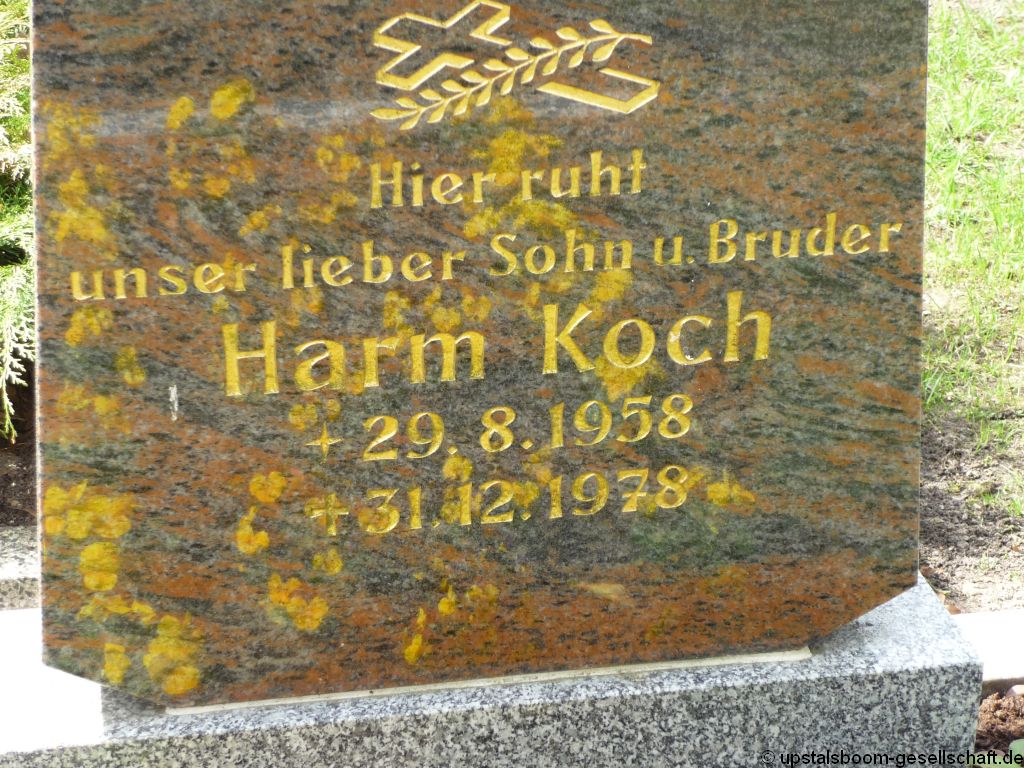 Hier ruht
unser lieber Sohn u. Bruder
Harm Koch
+ 29. 8. 1958
+ 31. 12. 1978
© upstalsboom-gesellschaft.de